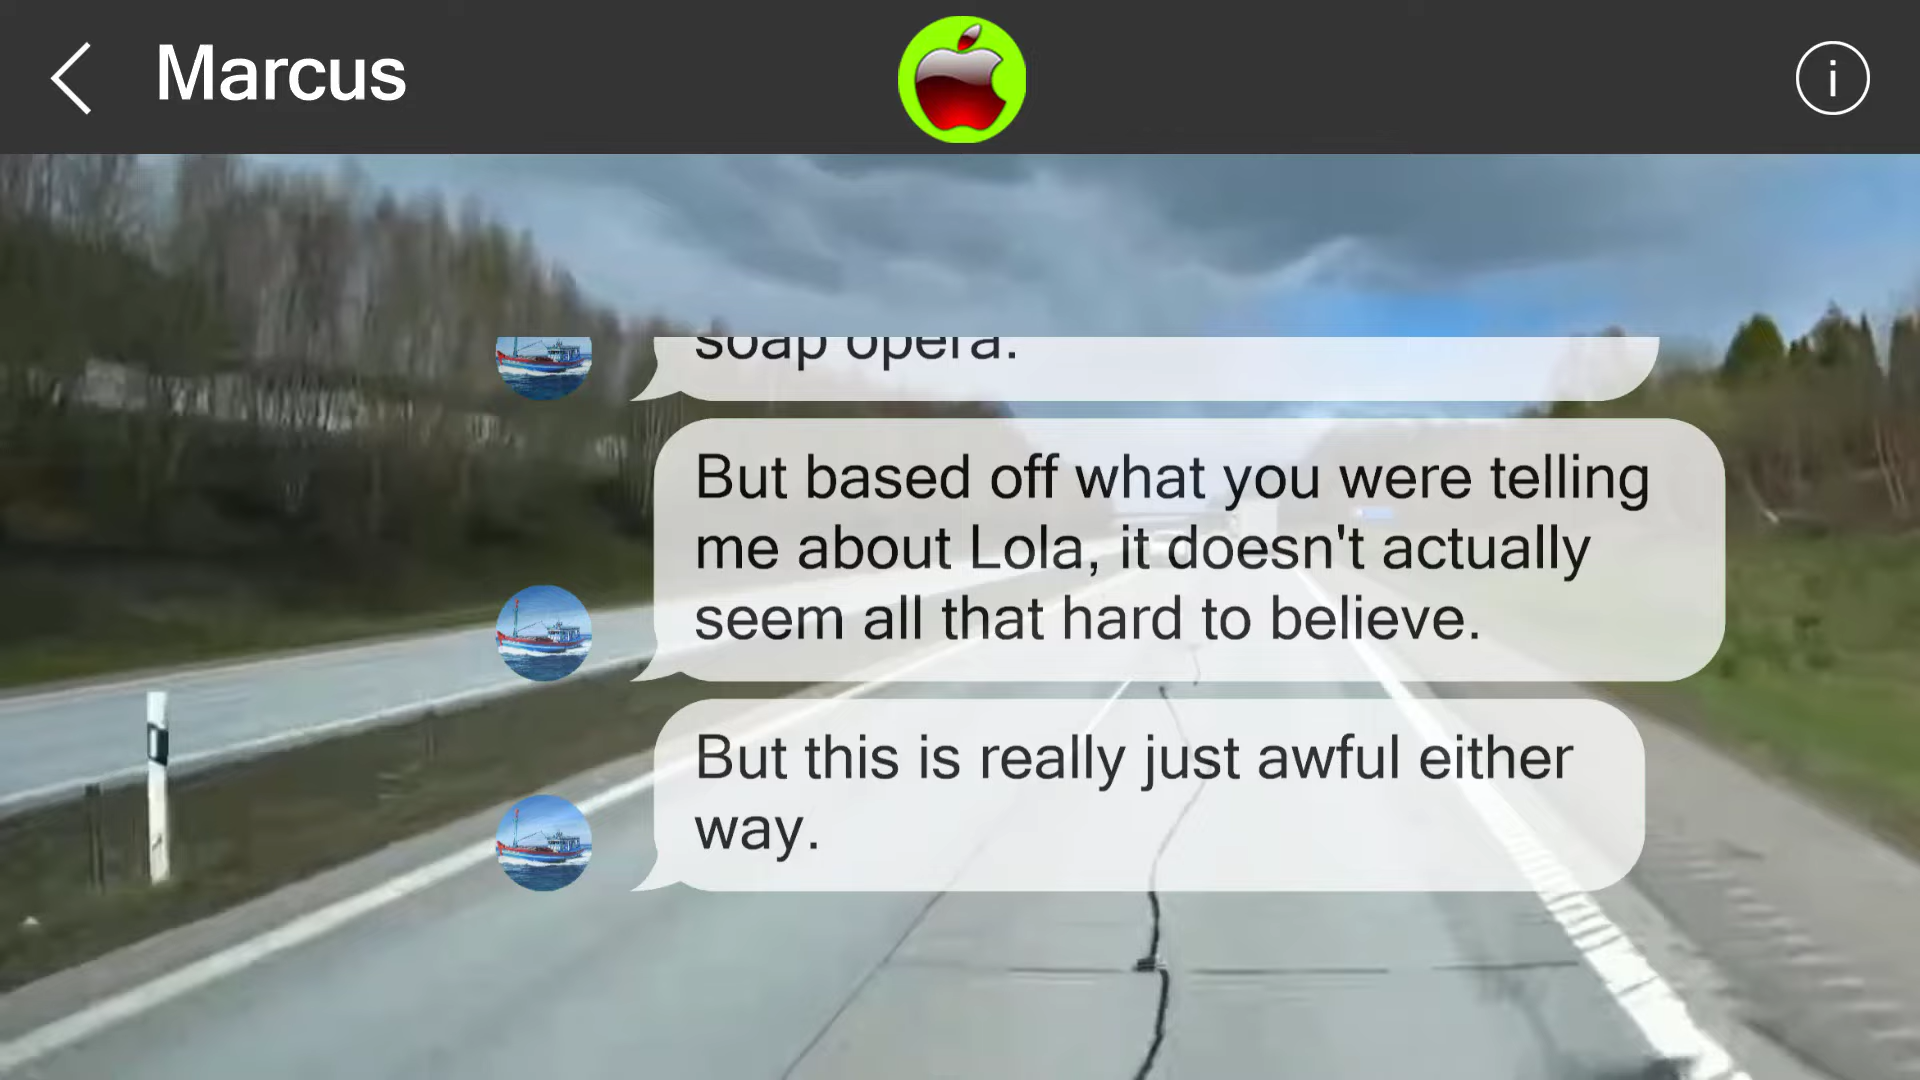 Marcus
soap opera.
But based off what you were telling
me about Lola, it doesn't actually
seem all that hard to believe.
But this is really just awful either
way.